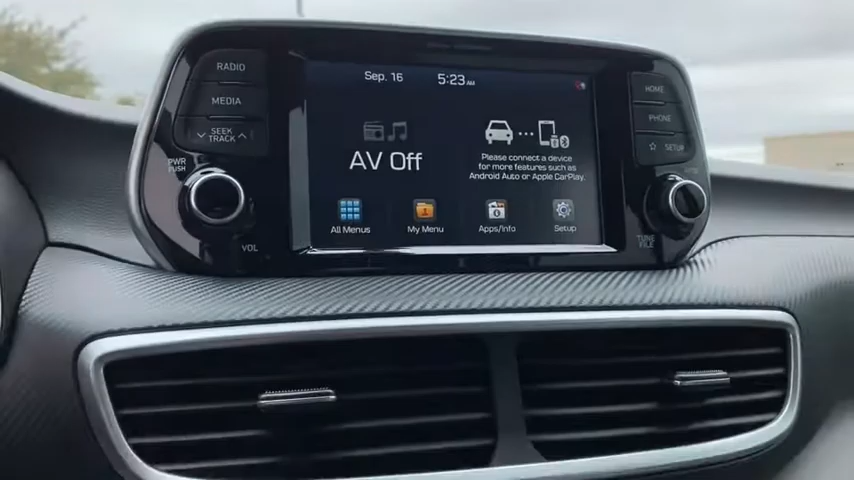 RADIO
MEDIA
SEEK
TRACK
PWR
PUSH
VOL
Sep. 16
5:23 AM
AV Off
Please connect a device
for more features such as
Android Auto or Apple CarPlay.
All Menus
My Menu
Apps/Info
Setup
HOME
PHONE
SETUP
TUNE
FILE